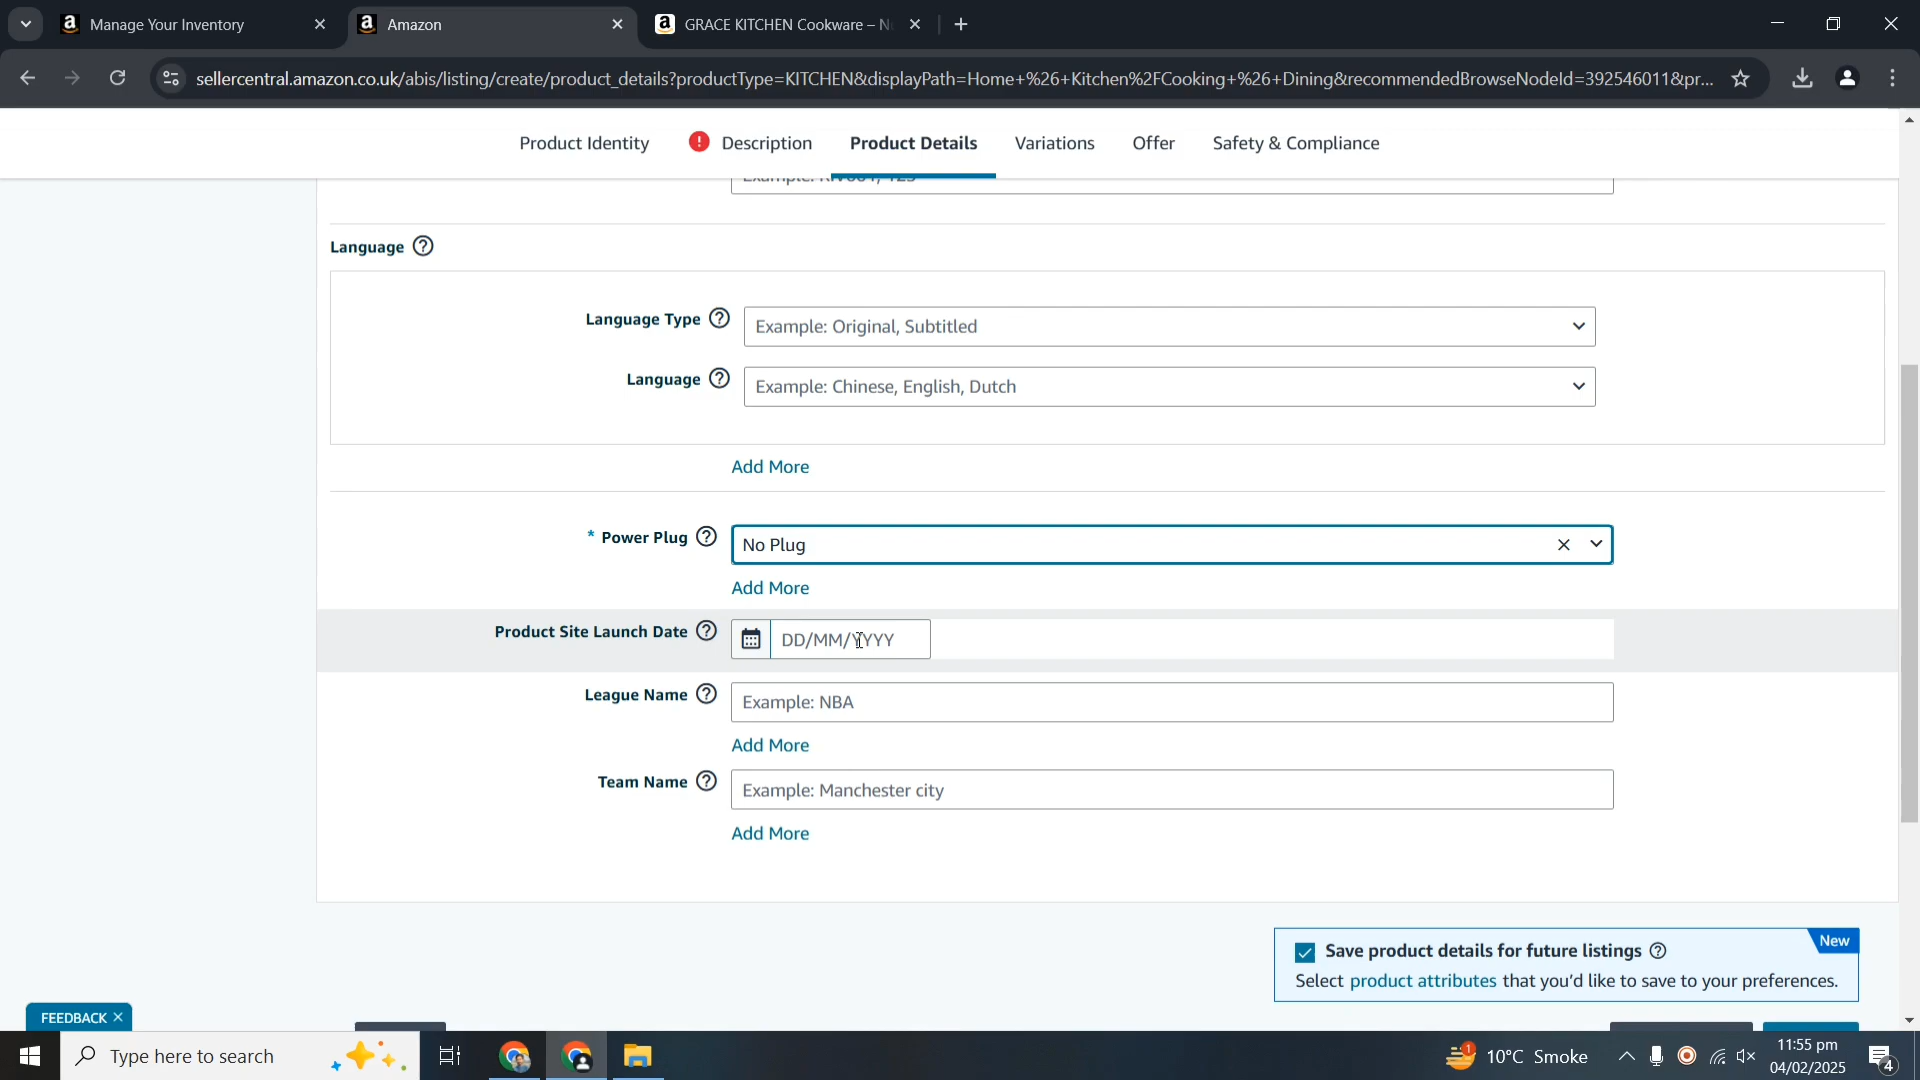 Manage Your Inventory
Amazon
GRACE KITCHEN Cookware – N
sellercentral.amazon.co.uk/abis/listing/create/product_details?productType=KITCHEN&displayPath=Home+%26+Kitchen%2FCooking+%26+Dining&recommendedBrowseNodeId=392546011&pr...
Product Identity
Description
Product Details
Variations
Offer
Safety & Compliance
Language
Language Type
Example: Original, Subtitled
Language
Example: Chinese, English, Dutch
Add More
* Power Plug
No Plug
Add More
Product Site Launch Date
DD/MM/YYYY
League Name
Example: NBA
Add More
Team Name
Example: Manchester city
Add More
New
Save product details for future listings
Select product attributes that you'd like to save to your preferences.
FEEDBACK
Type here to search
1
10°C Smoke
11:55 pm
04/02/2025
4